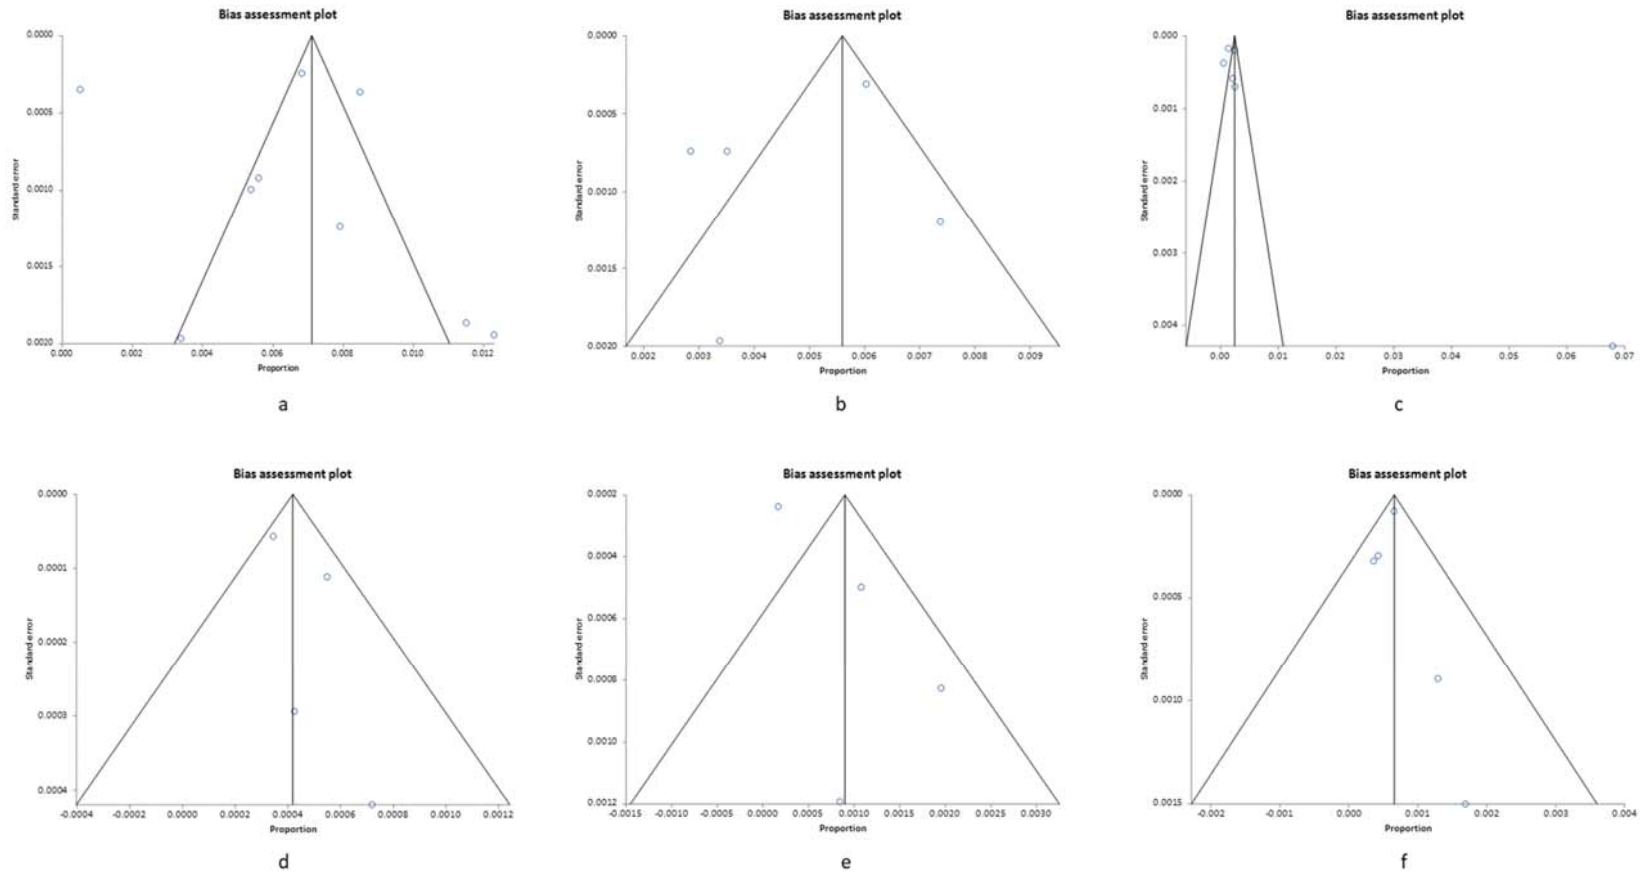 Bias assessment plot
0.0000
0.0005
0.0010
0.0015
0.0020
Standard error
0.000 0.002 0.004 0.006 0.008 0.010 0.012
Proportion
a
Bias assessment plot
0.0000
0.0005
0.0010
0.0015
0.0020
Standard error
0.002 0.003 0.004 0.005 0.006 0.007 0.008 0.009
Proportion
b
Bias assessment plot
0.000
0.001
0.002
0.003
0.004
Standard error
0.00 0.01 0.02 0.03 0.04 0.05 0.06 0.07
Proportion
c
Bias assessment plot
0.0000
0.0001
0.0002
0.0003
0.0004
Standard error
-0.0004 -0.0002 0.0000 0.0002 0.0004 0.0006 0.0008 0.0010 0.0012
Proportion
d
Bias assessment plot
0.0002
0.0004
0.0006
0.0008
0.0010
0.0012
Standard error
-0.0015 -0.0010 -0.0005 0.0000 0.0005 0.0010 0.0015 0.0020 0.0025 0.0030
Proportion
e
Bias assessment plot
0.0000
0.0005
0.0010
0.0015
Standard error
-0.002 -0.001 0.000 0.001 0.002 0.003 0.004
Proportion
f